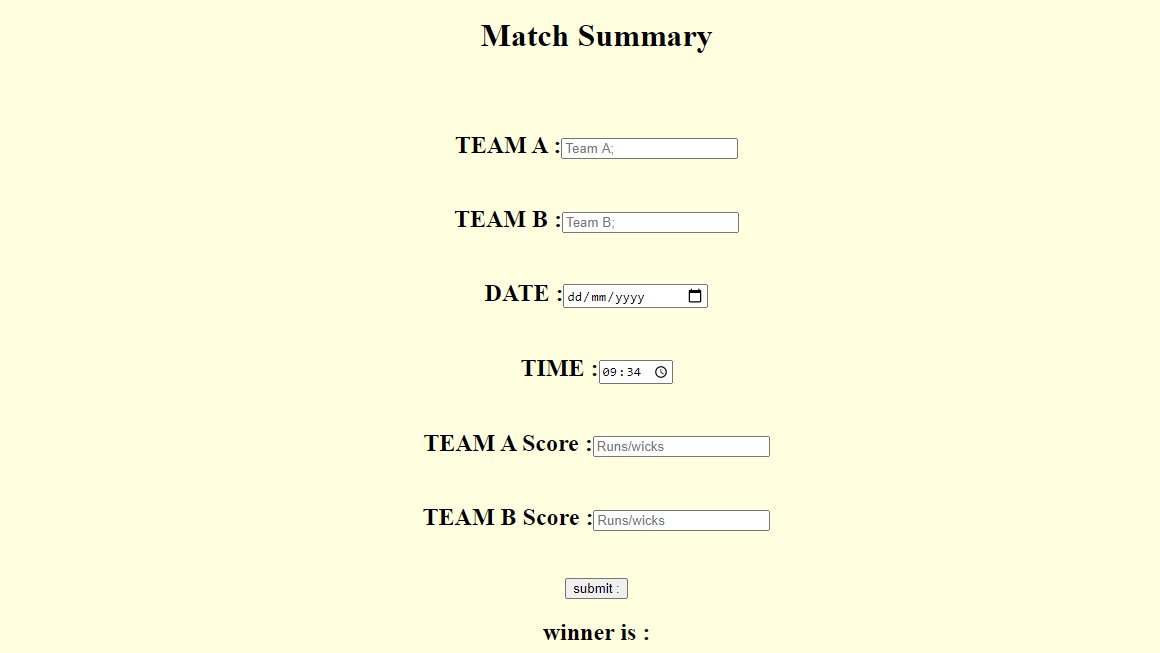 Match Summary
TEAM A : Team A;
TEAM B : Team B;
DATE : dd/mm/yyyy
TIME : 09:34
TEAM A Score : Runs/wicks
TEAM B Score : Runs/wicks
submit :
winner is :